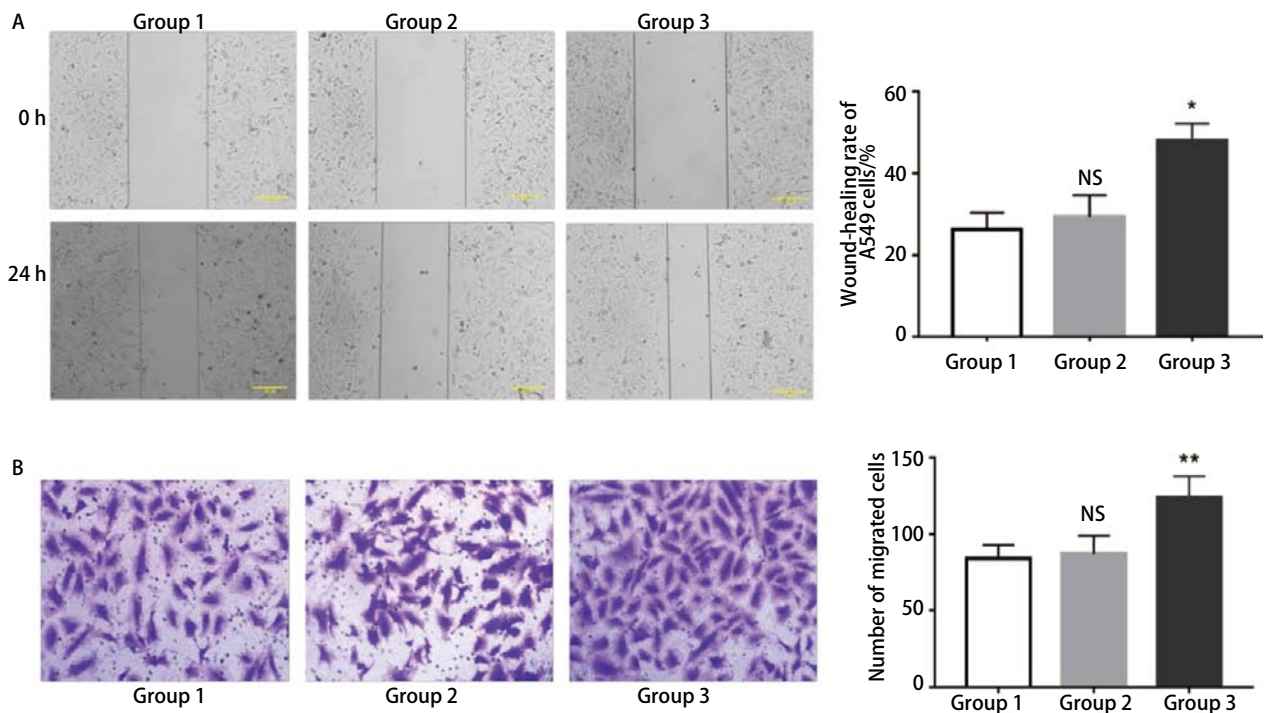 A
Group 1
Group 2
Group 3
0 h
24 h
Wound-healing rate of
A549 cells/%
60
40
20
0
NS
*
Group 1
Group 2
Group 3
B
Group 1
Group 2
Group 3
Number of migrated cells
150
100
50
0
NS
**
Group 1
Group 2
Group 3